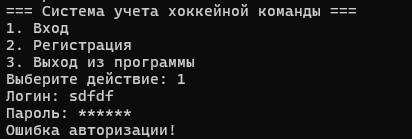 === Система учета хоккейной команды ===
1. Вход
2. Регистрация
3. Выход из программы
Выберите действие: 1
Логин: sdfdf
Пароль: ******
Ошибка авторизации!